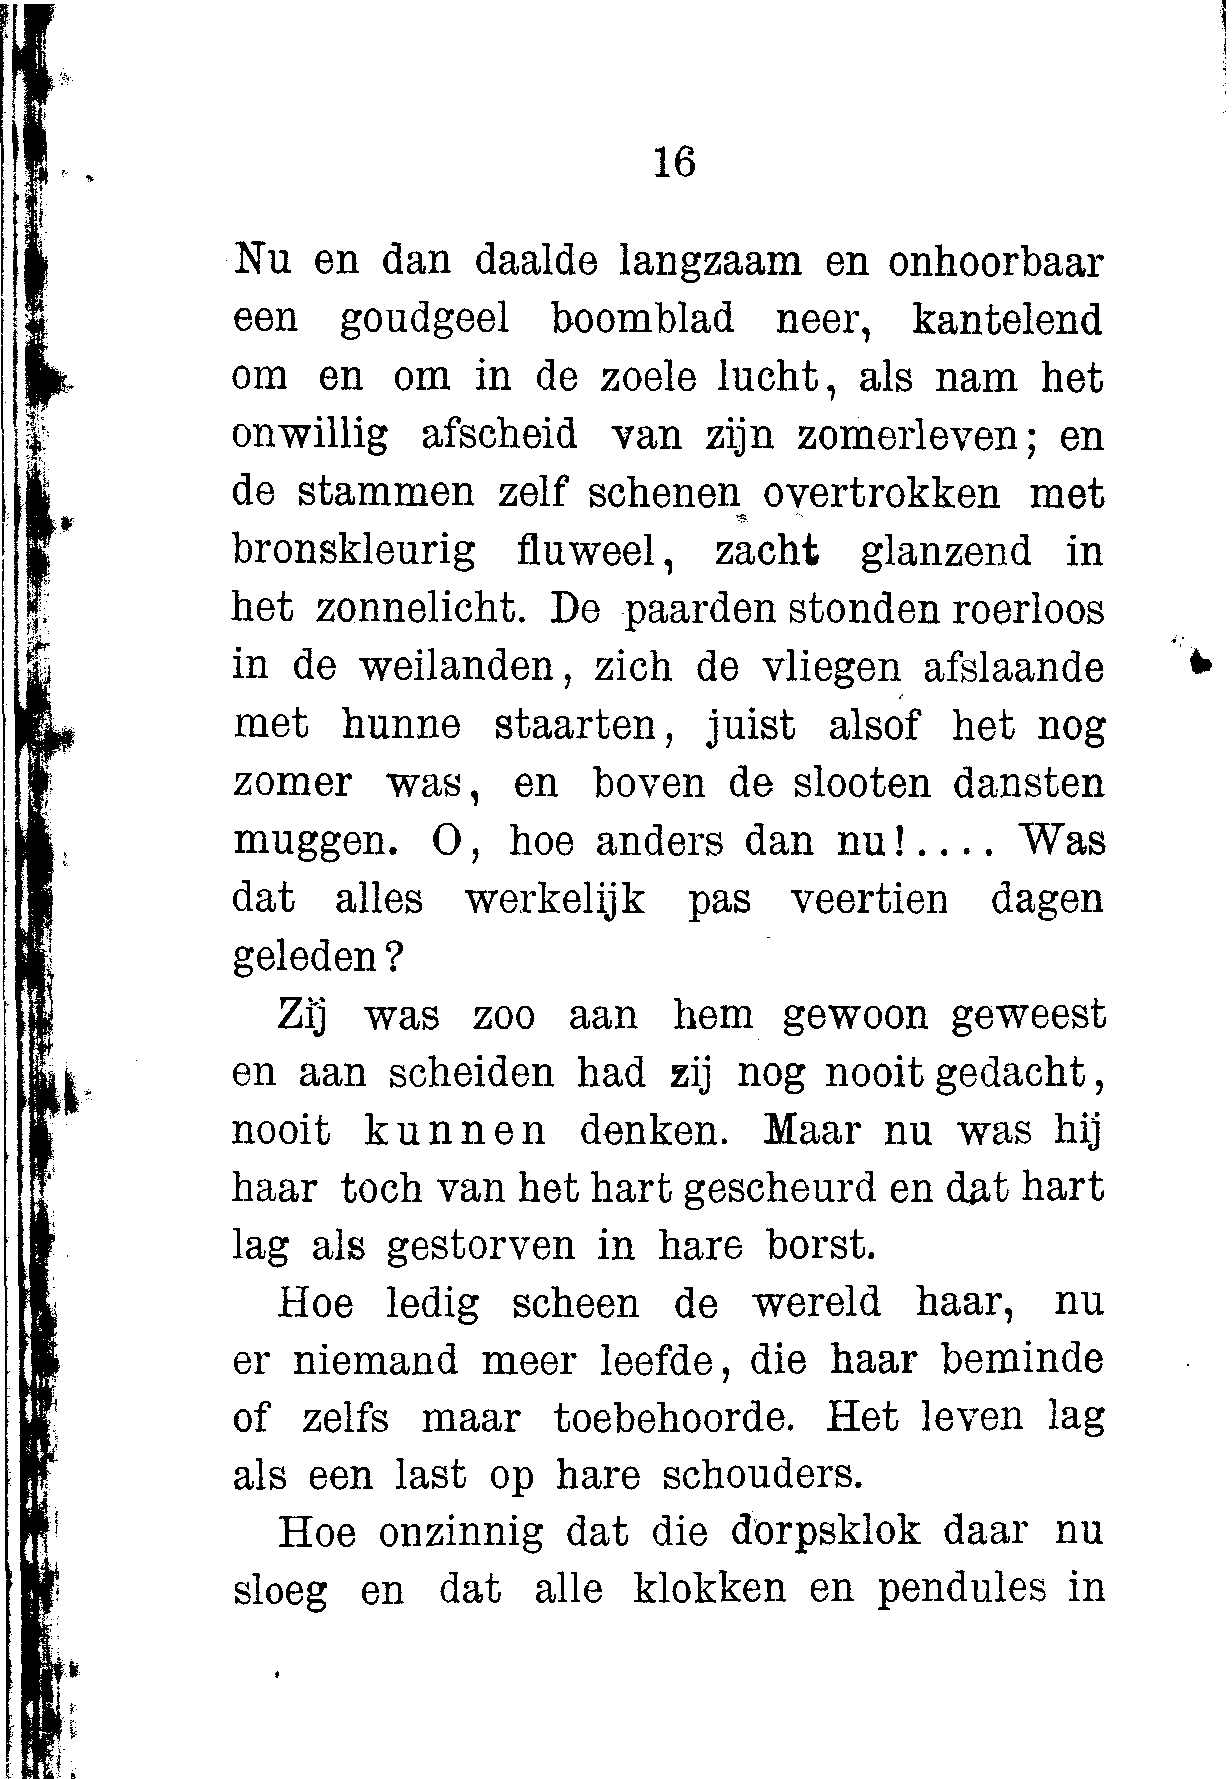 16
Nu en dan daalde langzaam en onhoorbaar
een goudgeel boomblad neer, kantelend
om en om in de zoele lucht, als nam het
onwillig afscheid van zijn zomerleven; en
de stammen zelf schenen overtrokken met
bronskleurig fluweel, zacht glanzend in
het zonnelicht. De paarden stonden roerloos
in de weilanden, zich de vliegen afslaande
met hunne staarten, juist alsof het nog
zomer was, en boven de slooten dansten
muggen. O, hoe anders dan nu!.... Was
dat alles werkelijk pas veertien dagen
geleden?
Zij was zoo aan hem gewoon geweest
en aan scheiden had zij nog nooit gedacht,
nooit kunnen denken. Maar nu was hij
haar toch van het hart gescheurd en dat hart
lag als gestorven in hare borst.
Hoe ledig scheen de wereld haar, nu
er niemand meer leefde, die haar beminde
of zelfs maar toebehoorde. Het leven lag
als een last op hare schouders.
Hoe onzinnig dat die dorpsklok daar nu
sloeg en dat alle klokken en pendules in